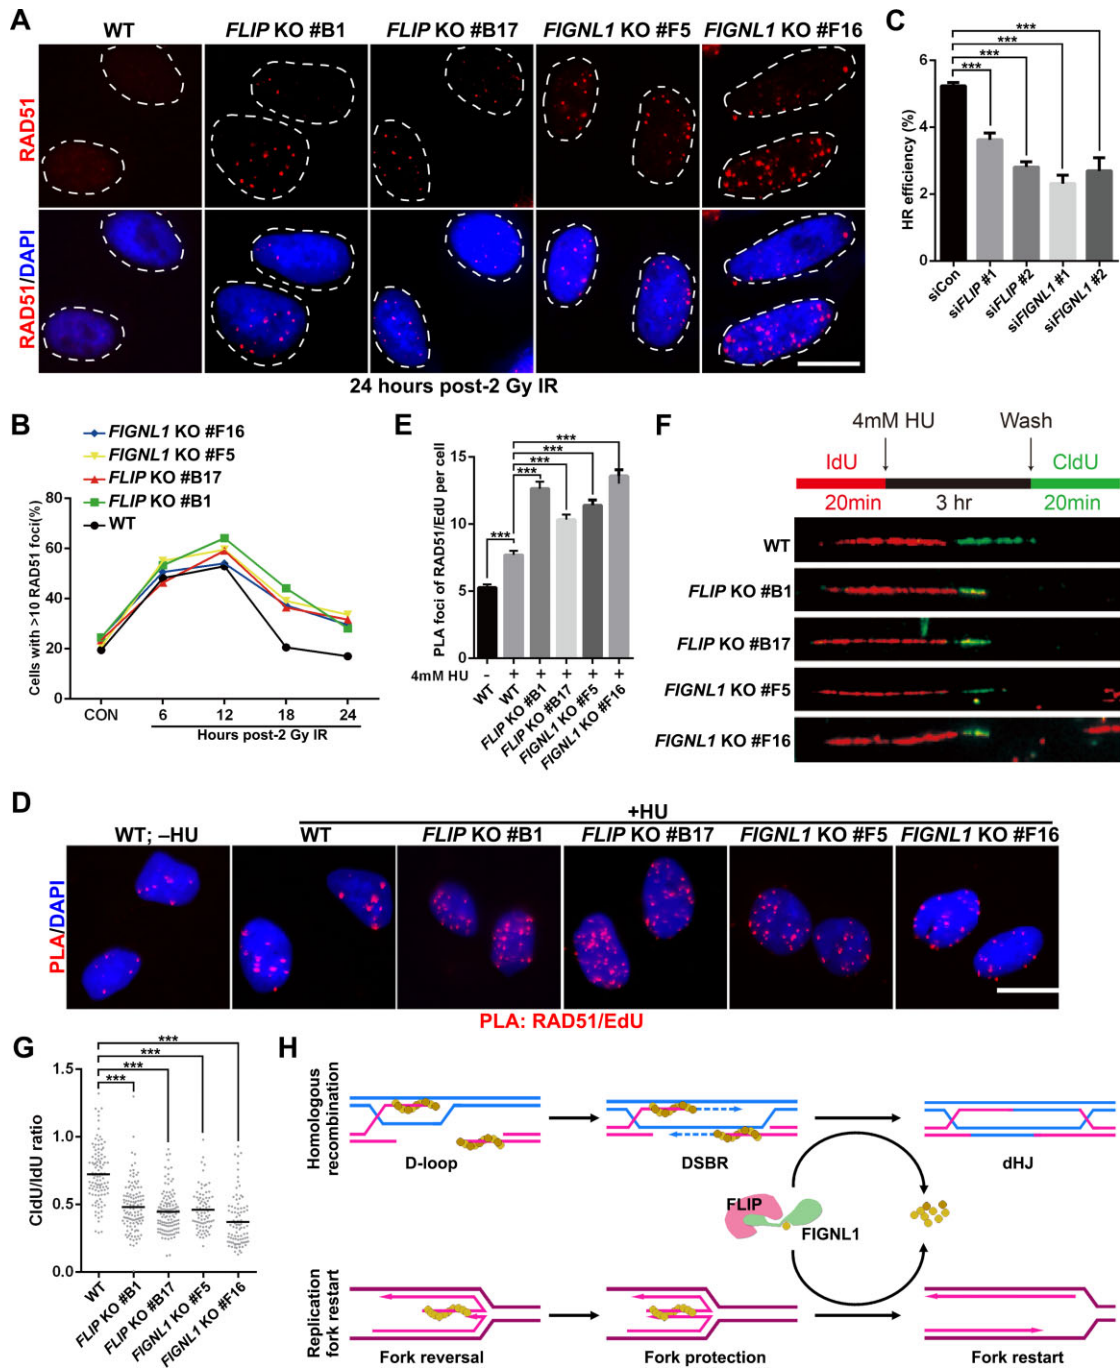 A
WT
FLIP KO #B1
FLIP KO #B17
FIGNL1 KO #F5
FIGNL1 KO #F16
RAD51
RAD51/DAPI
24 hours post-2 Gy IR
C
***
***
***
***
HR efficiency (%)
6
4
2
0
siCon
siFLIP #1
siFLIP #2
siFIGNL1 #1
siFIGNL1 #2
B
FIGNL1 KO #F16
FIGNL1 KO #F5
FLIP KO #B17
FLIP KO #B1
WT
Cells with >10 RAD51 foci(%)
80
60
40
20
0
CON
6
12
18
24
Hours post-2 Gy IR
E
***
***
***
***
***
PLA foci of RAD51/EdU per cell
15
10
5
0
4mM HU - + + + + +
WT
WT
FLIP KO #B1
FLIP KO #B17
FIGNL1 KO #F5
FIGNL1 KO #F16
F
4mM HU
Wash
IdU
CldU
20min
3 hr
20min
WT
FLIP KO #B1
FLIP KO #B17
FIGNL1 KO #F5
FIGNL1 KO #F16
D
+HU
WT; –HU
WT
FLIP KO #B1
FLIP KO #B17
FIGNL1 KO #F5
FIGNL1 KO #F16
PLA/DAPI
PLA: RAD51/EdU
G
***
***
***
***
CldU/IdU ratio
1.5
1.0
0.5
0.0
WT
FLIP KO #B1
FLIP KO #B17
FIGNL1 KO #F5
FIGNL1 KO #F16
H
Homologous
recombination
D-loop
DSBR
dHJ
FLIP
FIGNL1
Replication
fork restart
Fork reversal
Fork protection
Fork restart